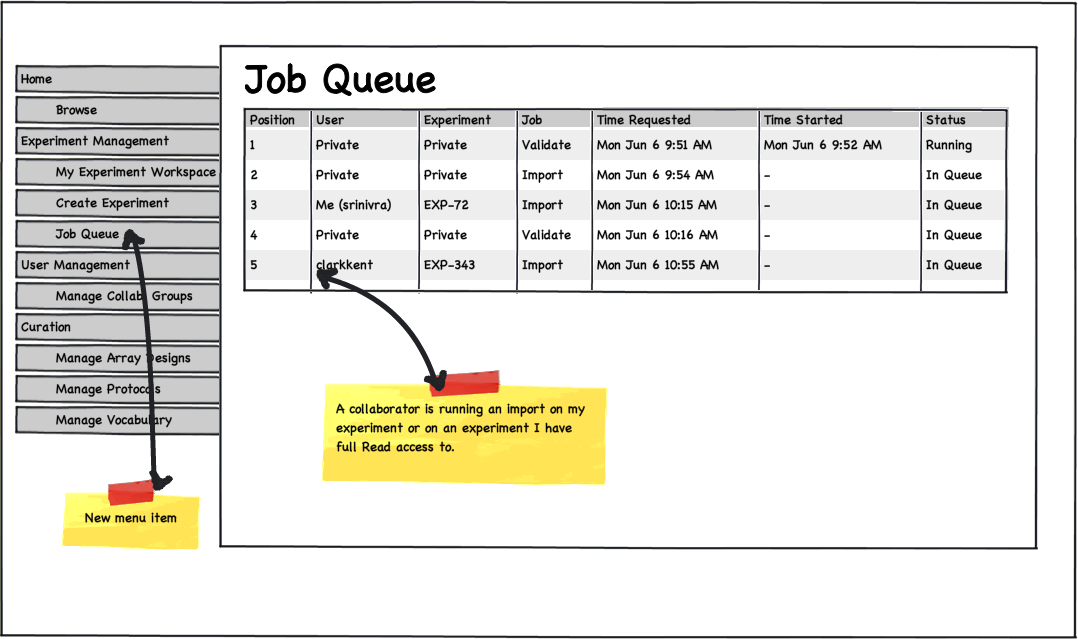 Home
Browse
Experiment Management
My Experiment Workspace
Create Experiment
Job Queue
User Management
Manage Collab Groups
Curation
Manage Array Designs
Manage Protocols
Manage Vocabulary
New menu item
Job Queue
Position User Experiment Job Time Requested Time Started Status
1 Private Private Validate Mon Jun 6 9:51 AM Mon Jun 6 9:52 AM Running
2 Private Private Import Mon Jun 6 9:54 AM - In Queue
3 Me (srinivra) EXP-72 Import Mon Jun 6 10:15 AM - In Queue
4 Private Private Validate Mon Jun 6 10:16 AM - In Queue
5 clarkkent EXP-343 Import Mon Jun 6 10:55 AM - In Queue
A collaborator is running an import on my
experiment or on an experiment I have
full Read access to.